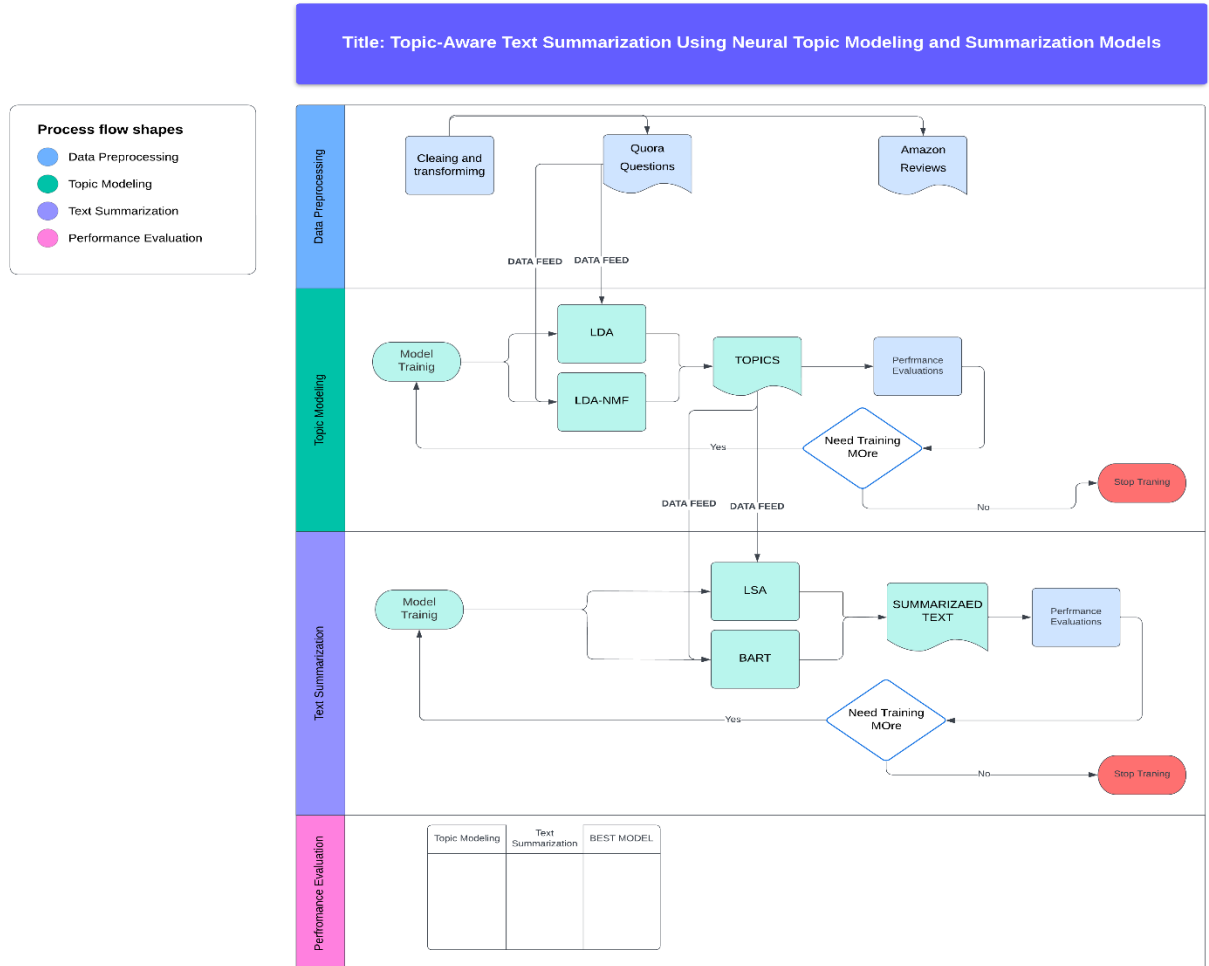 Title: Topic-Aware Text Summarization Using Neural Topic Modeling and Summarization Models
Process flow shapes
Data Preprocessing
Topic Modeling
Text Summarization
Performance Evaluation
Data Preprocessing
Cleaing and
transformimg
Quora
Questions
Amazon
Reviews
DATA FEED
DATA FEED
Topic Modeling
Model
Trainig
LDA
LDA-NMF
TOPICS
Perfrmance
Evaluations
Need Training
MOre
Yes
No
Stop Traning
DATA FEED
DATA FEED
Text Summarization
Model
Trainig
LSA
BART
SUMMARIZAED
TEXT
Perfrmance
Evaluations
Need Training
MOre
Yes
No
Stop Traning
Perfromance Evaluation
Topic Modeling
Text
Summarization
BEST MODEL